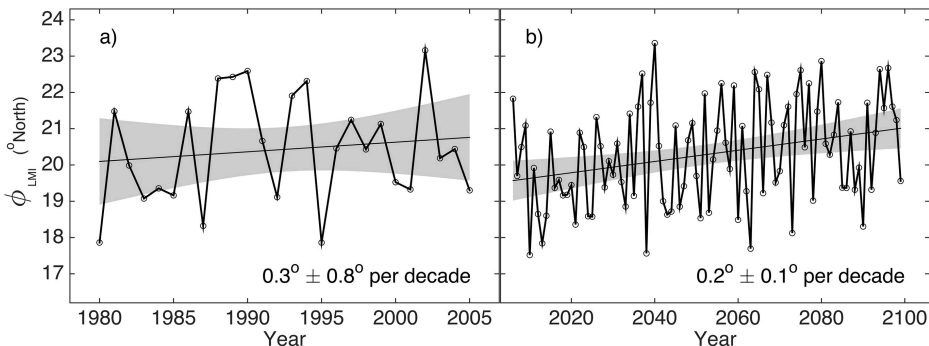 a)
b)
24
23
22
21
20
19
18
17
ϕ_LMI (°North)
0.3° ± 0.8° per decade
0.2° ± 0.1° per decade
1980 1985 1990 1995 2000 2005
2020 2040 2060 2080 2100
Year
Year